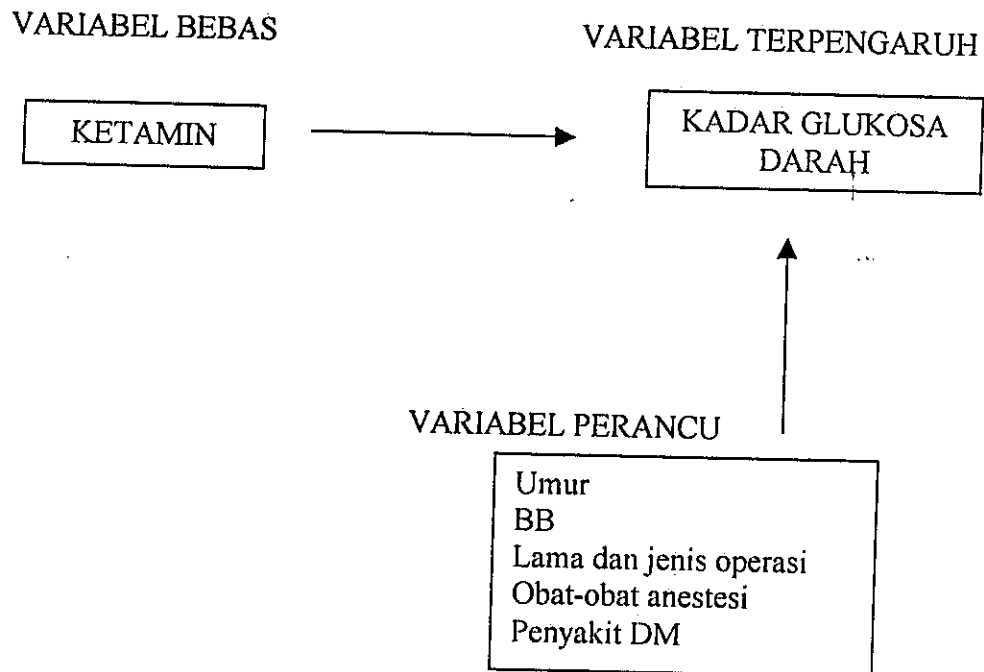 VARIABEL BEBAS
VARIABEL TERPENGARUH
KETAMIN
KADAR GLUKOSA
DARAH
VARIABEL PERANCU
Umur
BB
Lama dan jenis operasi
Obat-obat anestesi
Penyakit DM